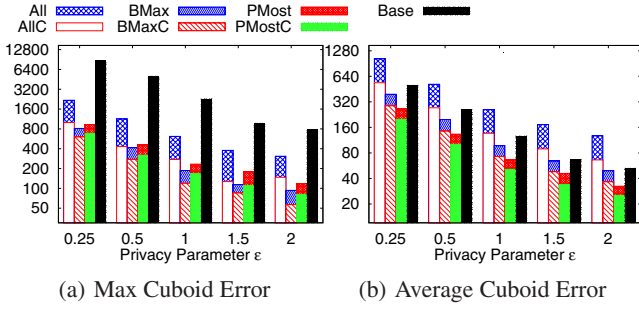 All BMax PMost Base
AllC BMaxC PMostC
12800
6400
3200
1600
800
400
200
100
50
0.25 0.5 1 1.5 2
Privacy Parameter ε
(a) Max Cuboid Error
1280
640
320
160
80
40
20
0.25 0.5 1 1.5 2
Privacy Parameter ε
(b) Average Cuboid Error